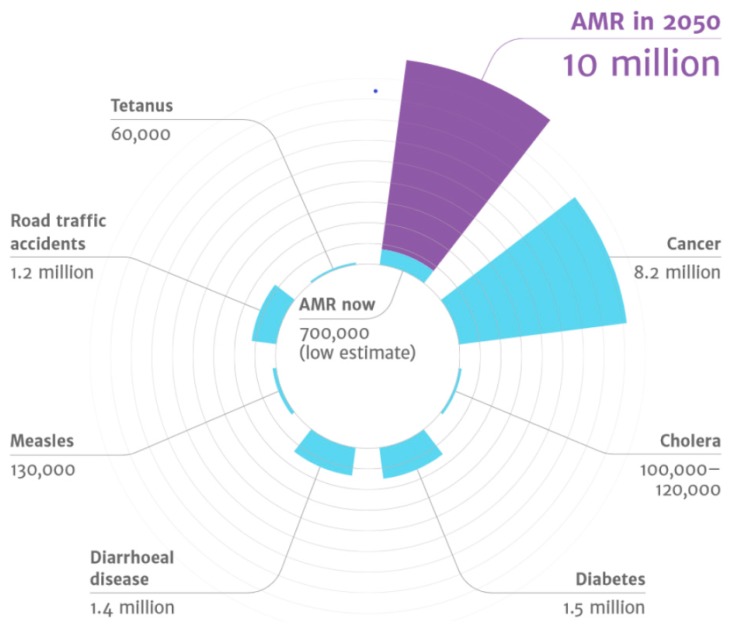 AMR in 2050
10 million
Tetanus
60,000
Road traffic
accidents
1.2 million
Cancer
8.2 million
AMR now
700,000
(low estimate)
Measles
130,000
Cholera
100,000–
120,000
Diarrhoeal
disease
1.4 million
Diabetes
1.5 million